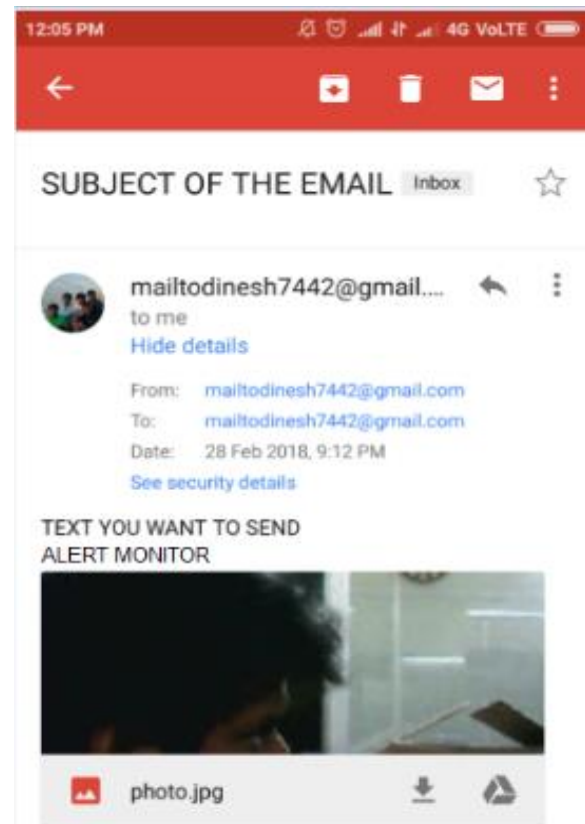 12:05 PM 4G VoLTE
SUBJECT OF THE EMAIL Inbox
mailtodinesh7442@gmail....
to me
Hide details
From: mailtodinesh7442@gmail.com
To: mailtodinesh7442@gmail.com
Date: 28 Feb 2018, 9:12 PM
See security details
TEXT YOU WANT TO SEND
ALERT MONITOR
photo.jpg